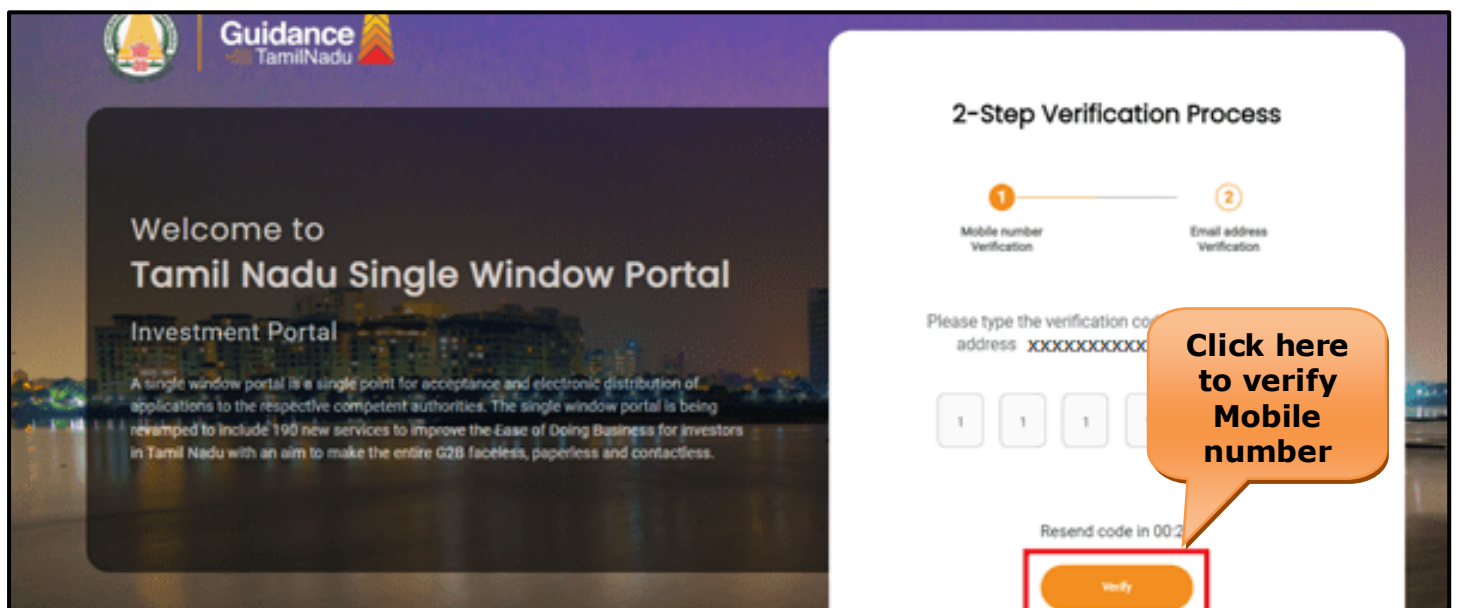 Guidance
TamilNadu
Welcome to
Tamil Nadu Single Window Portal
Investment Portal
A single window portal is a single point for acceptance and electronic distribution of
applications to the respective competent authorities. The single window portal is being
revamped to include 190 new services to improve the Ease of Doing Business for investors
in Tamil Nadu with an aim to make the entire G2B faceless, paperless and contactless.
2-Step Verification Process
1
2
Mobile number
Verification
Email address
Verification
Please type the verification
address xxxxxxxxxx
1 1 1
Resend code in 00:2
Verify
Click here
to verify
Mobile
number